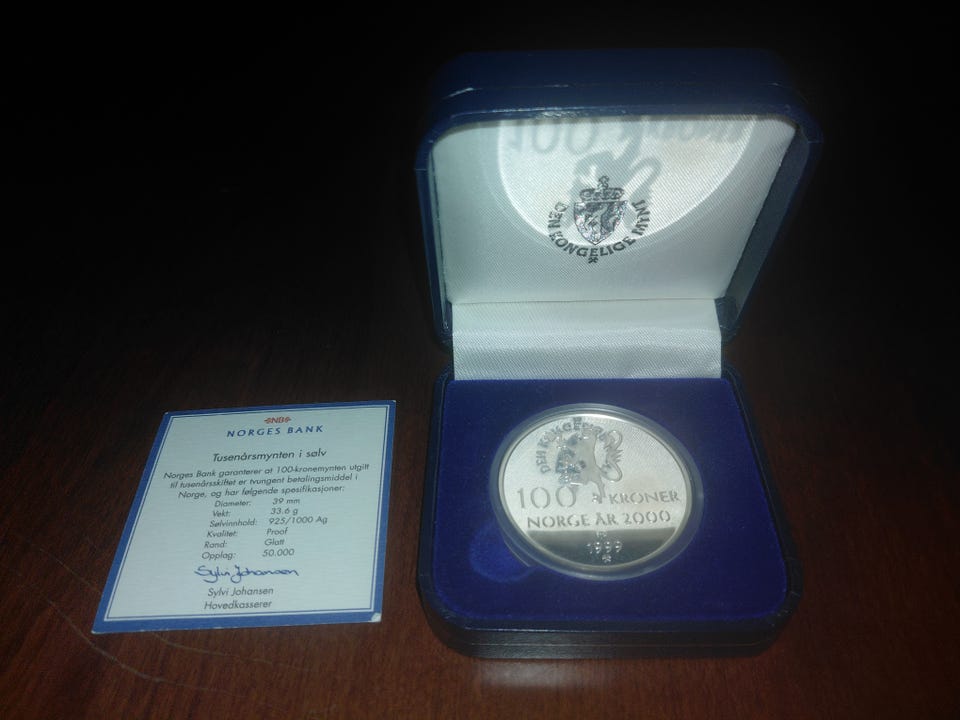 NB
NORGES BANK
Tusenårsmynten i sølv
Norges Bank garanterer at 100-kronemynten utgitt
til tusenårsskiftet er tvungent betalingsmiddel i
Norge, og har følgende spesifikasjoner:
Diameter: 39 mm
Vekt: 33.6 g
Sølvinnhold: 925/1000 Ag
Kvalitet: Proof
Rand: Glatt
Opplag: 50.000
Sylvi Johansen
Sylvi Johansen
Hovedkasserer
100
DEN KONGELIGE MYNT
100 KRONER
NORGE ÅR 2000
1999